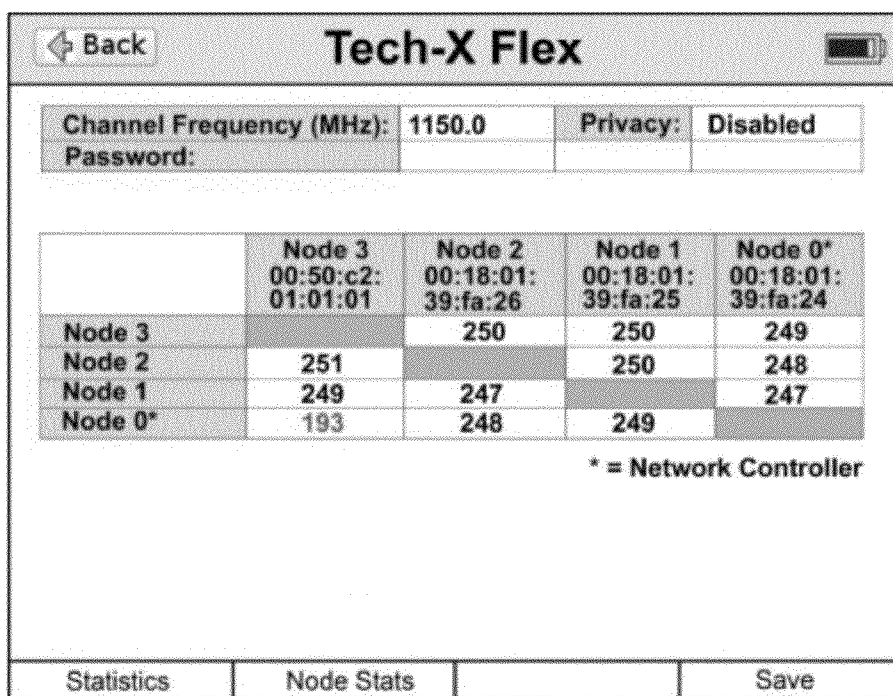 Back Tech-X Flex
Channel Frequency (MHz): 1150.0 Privacy: Disabled
Password:
Node 3 Node 2 Node 1 Node 0*
00:50:c2: 00:18:01: 00:18:01: 00:18:01:
01:01:01 39:fa:26 39:fa:25 39:fa:24
Node 3 250 250 249
Node 2 251 250 248
Node 1 249 247 247
Node 0* 193 248 249
* = Network Controller
Statistics Node Stats Save